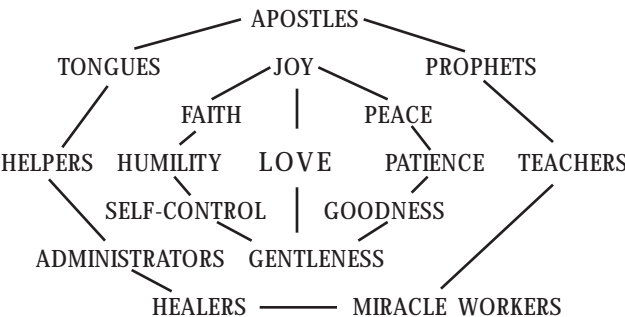 APOSTLES
TONGUES JOY PROPHETS
FAITH PEACE
HELPERS HUMILITY LOVE PATIENCE TEACHERS
SELF-CONTROL GOODNESS
ADMINISTRATORS GENTLENESS
HEALERS MIRACLE WORKERS